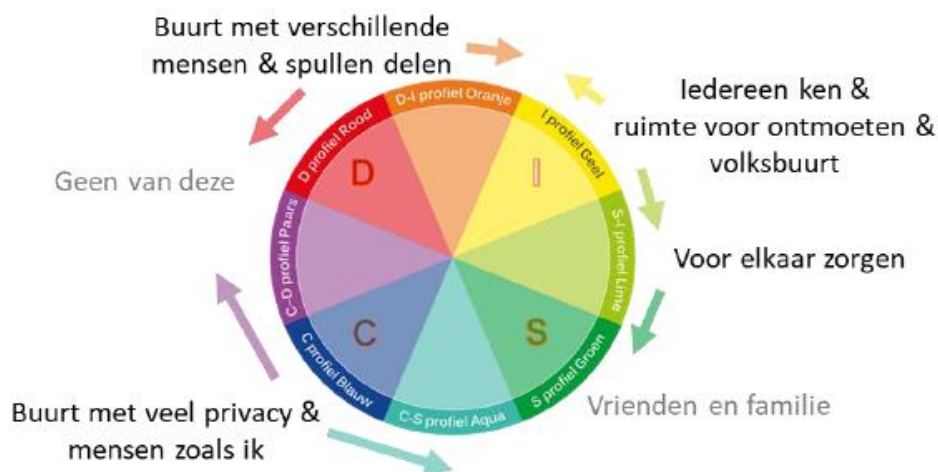 Buurt met verschillende
mensen & spullen delen
Iedereen ken &
ruimte voor ontmoeten &
volksbuurt
Geen van deze
Voor elkaar zorgen
Vrienden en familie
Buurt met veel privacy &
mensen zoals ik
D-I profiel Oranje
I profiel Geel
S-I profiel Lime
S profiel Groen
C-S profiel Aqua
C profiel Blauw
C-D profiel Paars
D profiel Rood
D
I
S
C